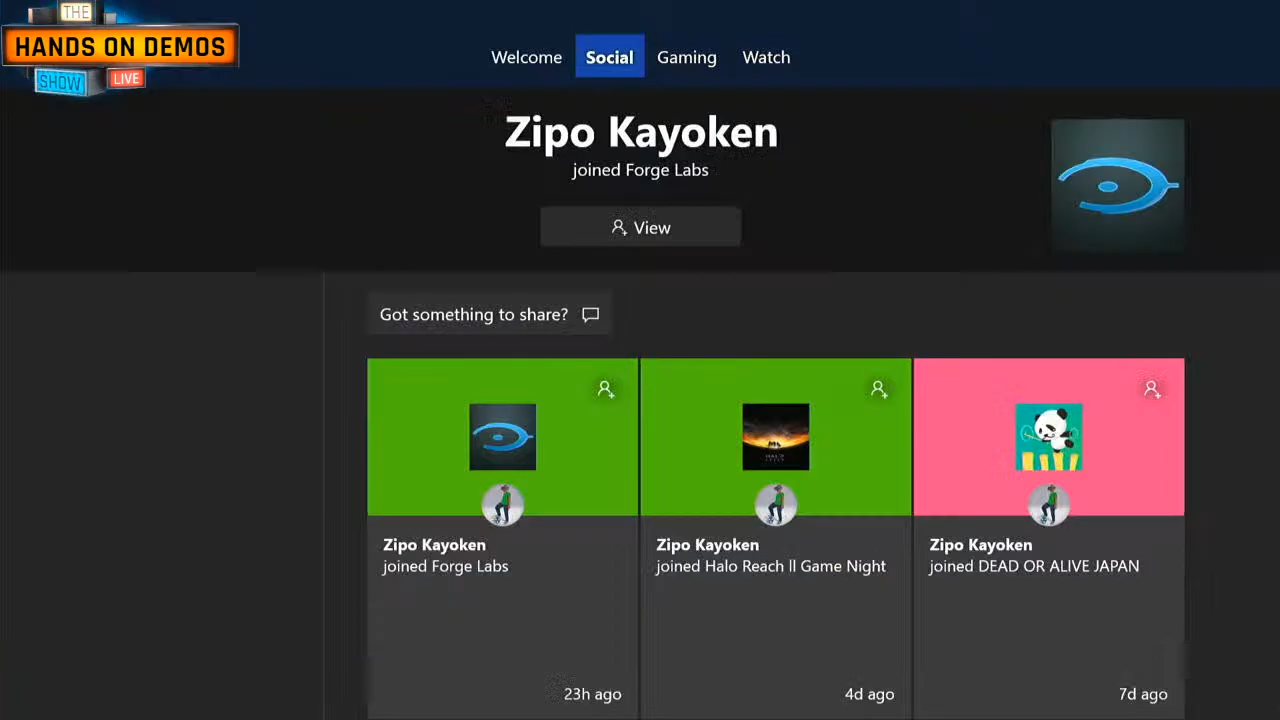 THE
HANDS ON DEMOS
SHOW LIVE
Welcome Social Gaming Watch
Zipo Kayoken
joined Forge Labs
View
Got something to share?
Zipo Kayoken
joined Forge Labs
23h ago
HALO
Zipo Kayoken
joined Halo Reach ll Game Night
4d ago
Zipo Kayoken
joined DEAD OR ALIVE JAPAN
7d ago